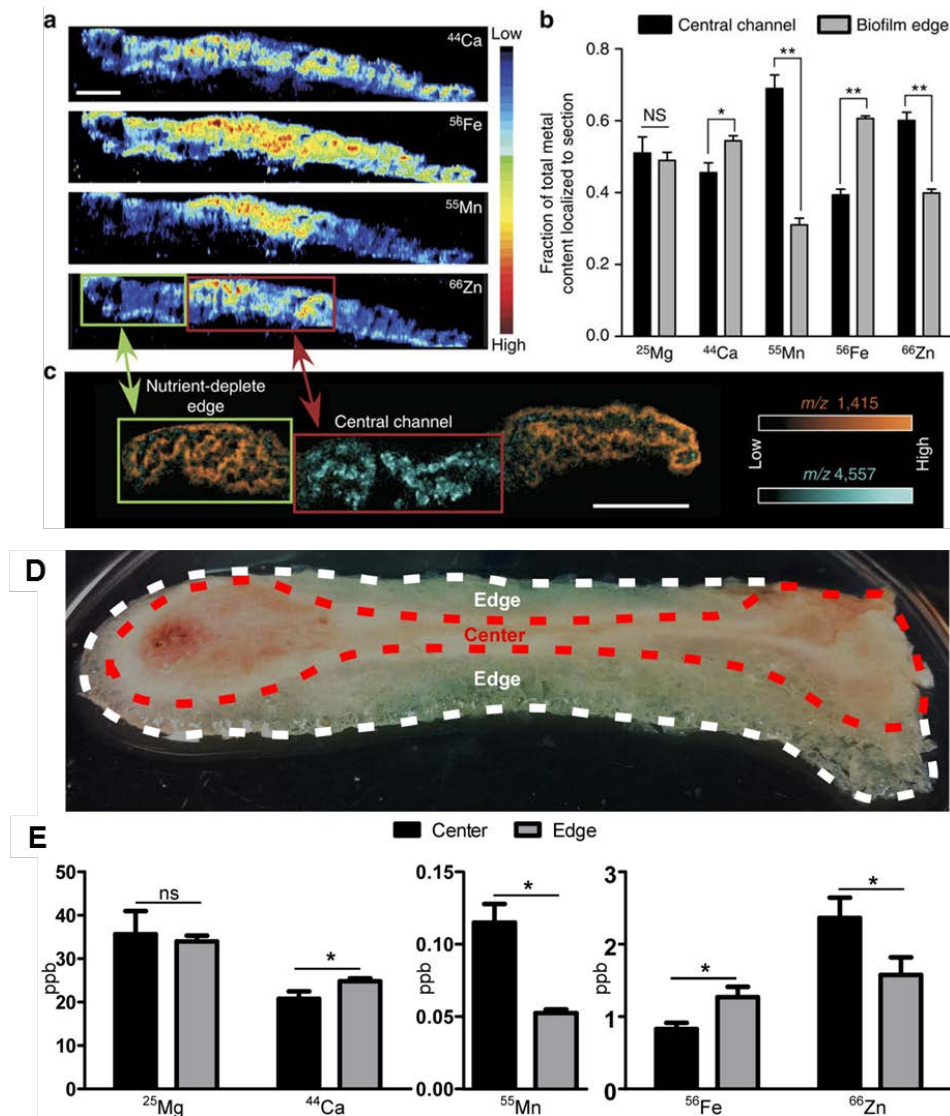 a
Low
44Ca
56Fe
55Mn
66Zn
High
b
Central channel
Biofilm edge
Fraction of total metal
content localized to section
0.8
0.6
0.4
0.2
0.0
NS
*
**
**
**
25Mg
44Ca
55Mn
56Fe
66Zn
c
Nutrient-deplete
edge
Central channel
m/z 1,415
Low
High
m/z 4,557
D
Edge
Center
Edge
E
Center
Edge
ppb
50
40
30
20
10
0
ns
*
25Mg
44Ca
ppb
0.15
0.10
0.05
0.00
*
55Mn
ppb
3
2
1
0
*
*
56Fe
66Zn